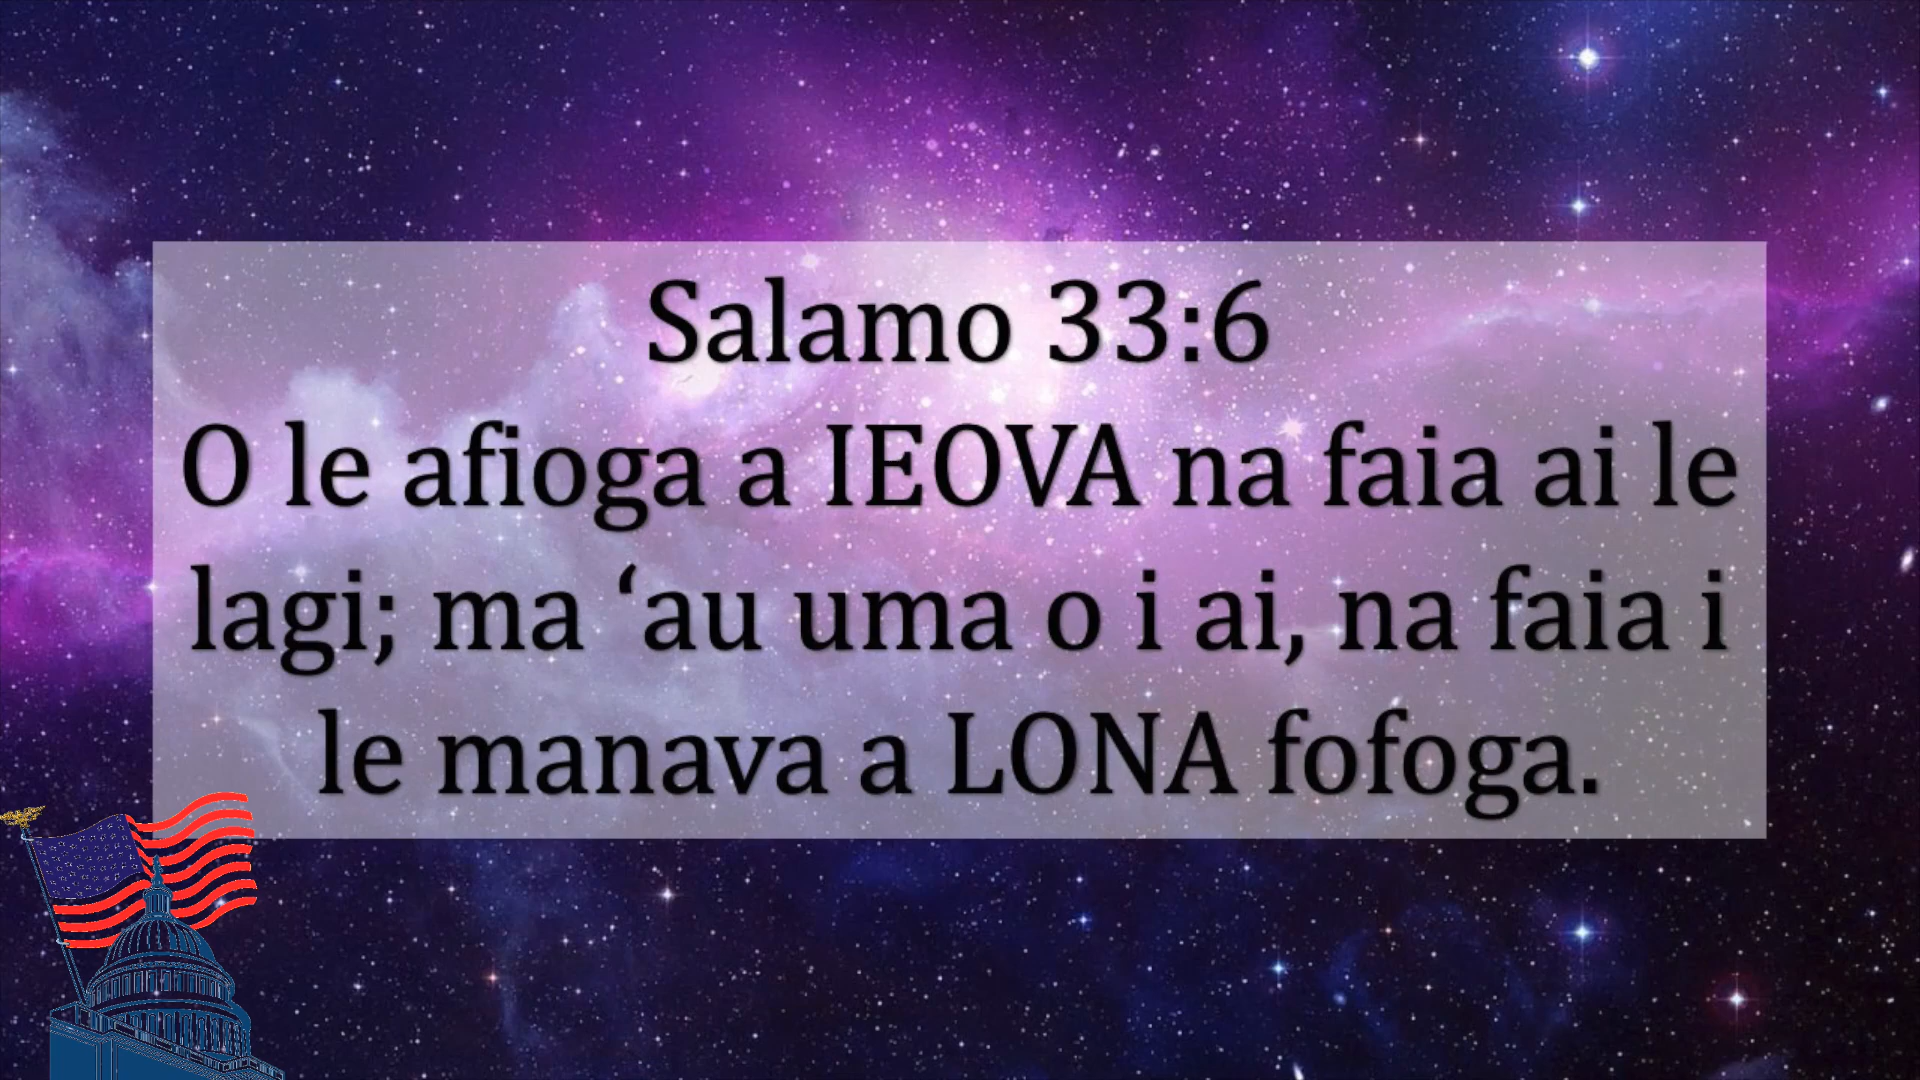 Salamo 33:6
O le afioga a IEOVA na faia ai le
lagi; ma ‘au uma o i ai, na faia i
le manava a LONA fofoga.